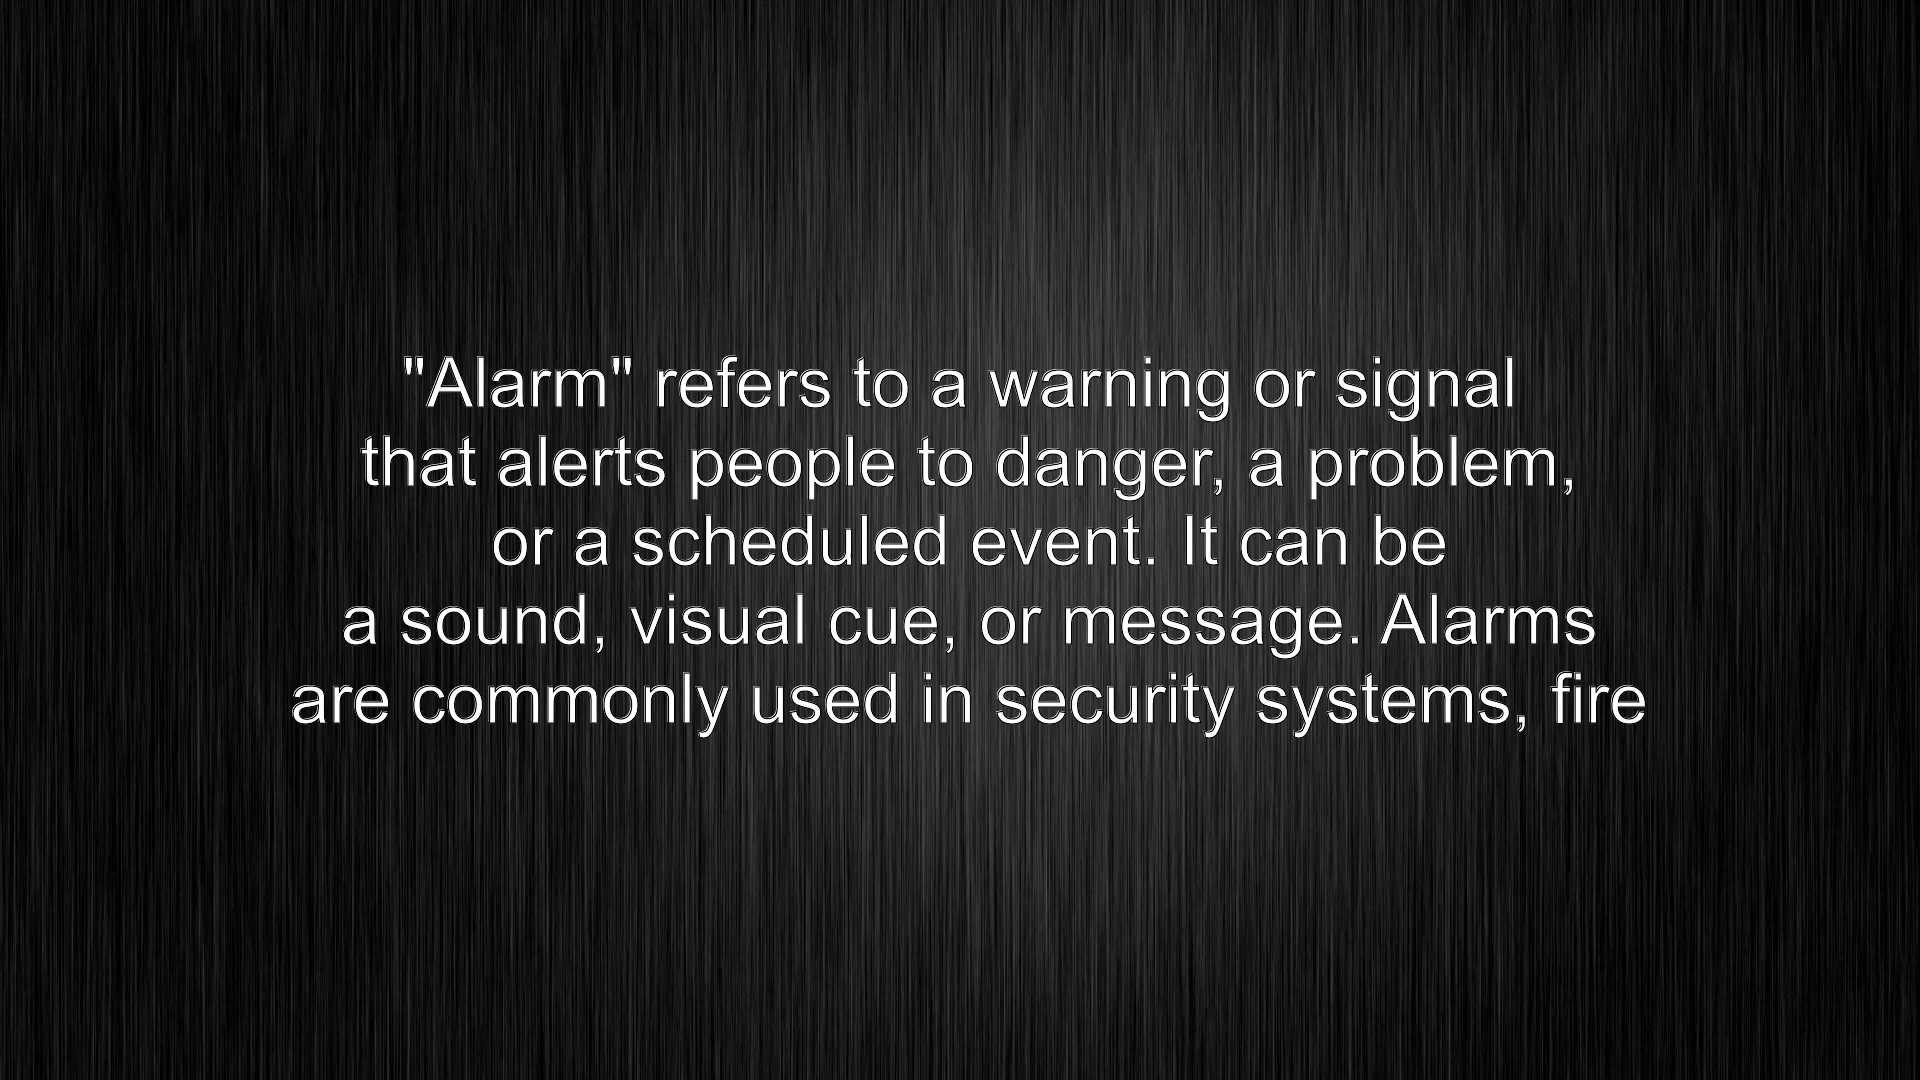 "Alarm" refers to a warning or signal
that alerts people to danger, a problem,
or a scheduled event. It can be
a sound, visual cue, or message. Alarms
are commonly used in security systems, fire